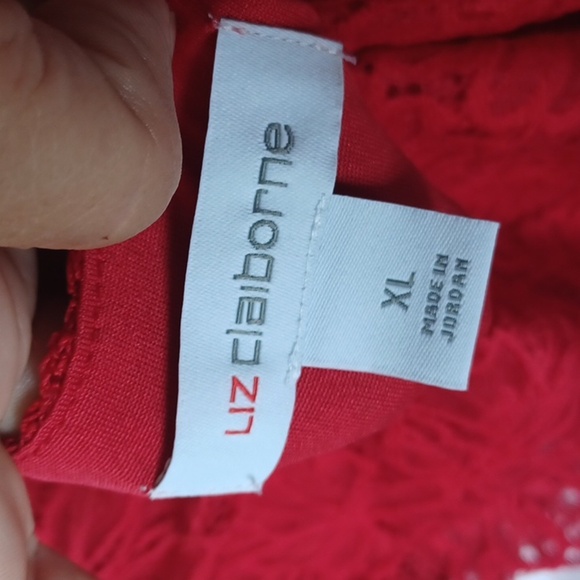 LIZ claiborne
XL
MADE IN
JORDAN